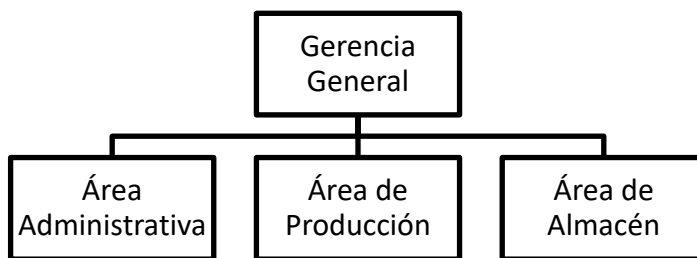 Gerencia
General
Área
Administrativa
Área de
Producción
Área de
Almacén